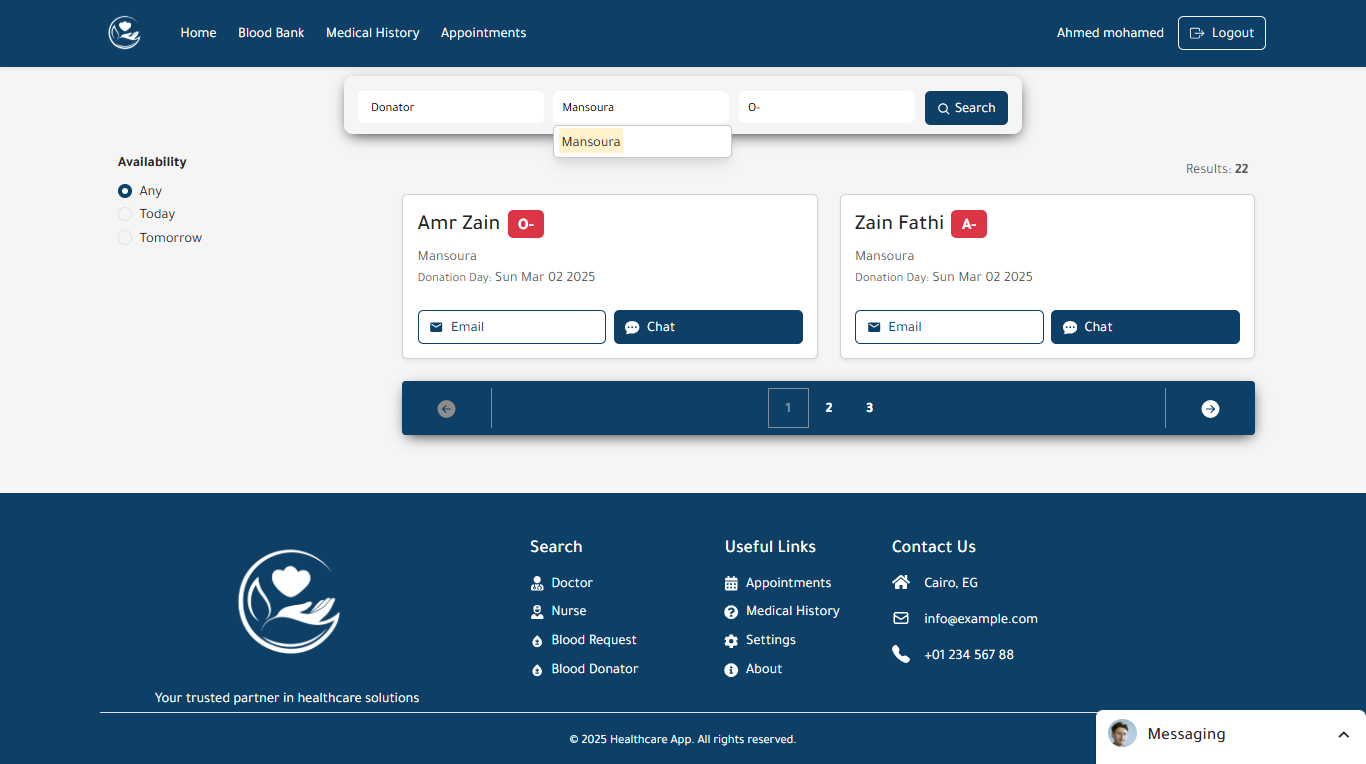 Home Blood Bank Medical History Appointments Ahmed mohamed Logout
Donator Mansoura O- Search
Mansoura
Availability
Any
Today
Tomorrow
Results: 22
Amr Zain O-
Mansoura
Donation Day: Sun Mar 02 2025
Email Chat
Zain Fathi A-
Mansoura
Donation Day: Sun Mar 02 2025
Email Chat
1 2 3
Your trusted partner in healthcare solutions
Search
Doctor
Nurse
Blood Request
Blood Donator
Useful Links
Appointments
Medical History
Settings
About
Contact Us
Cairo, EG
info@example.com
+01 234 567 88
© 2025 Healthcare App. All rights reserved.
Messaging